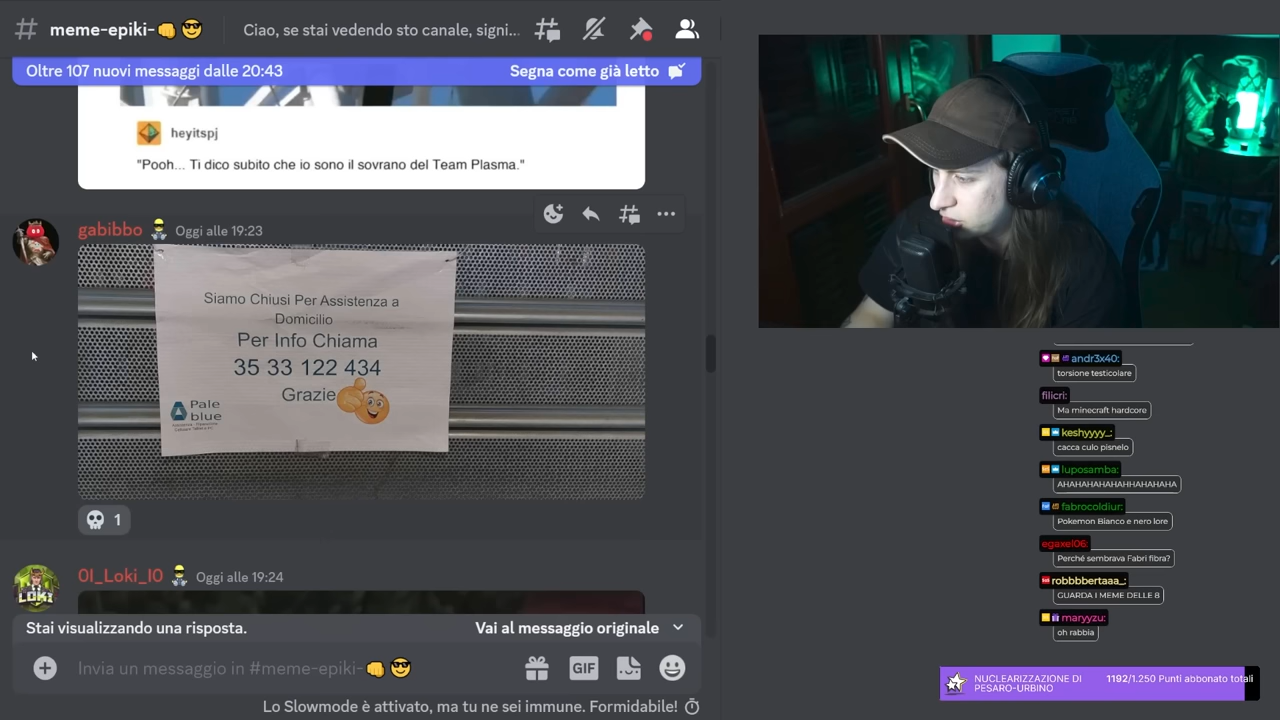 meme-epiki-👊😎
Ciao, se stai vedendo sto canale, signi...
Oltre 107 nuovi messaggi dalle 20:43
Segna come già letto
heyitspj
"Pooh... Ti dico subito che io sono il sovrano del Team Plasma."
gabibbo Oggi alle 19:23
Siamo Chiusi Per Assistenza a
Domicilio
Per Info Chiama
35 33 122 434
Grazie
Pale
blue
💀 1
0I_Loki_I0 Oggi alle 19:24
LOKI
Stai visualizzando una risposta.
Vai al messaggio originale
Invia un messaggio in #meme-epiki-👊😎
GIF
Lo Slowmode è attivato, ma tu ne sei immune. Formidabile!
andr3x40:
torsione testicolare
filicri:
Ma minecraft hardcore
keshyyyy_:
cacca culo pisnelo
luposamba:
AHAHAHAHAHAHHAHAHAHA
fabrocoldiur:
Pokemon Bianco e nero lore
egaxel06:
Perché sembrava Fabri fibra?
robbbbertaaa_:
GUARDA I MEME DELLE 8
maryyzu:
oh rabbia
NUCLEARIZZAZIONE DI
PESARO-URBINO
1192/1.250 Punti abbonato totali